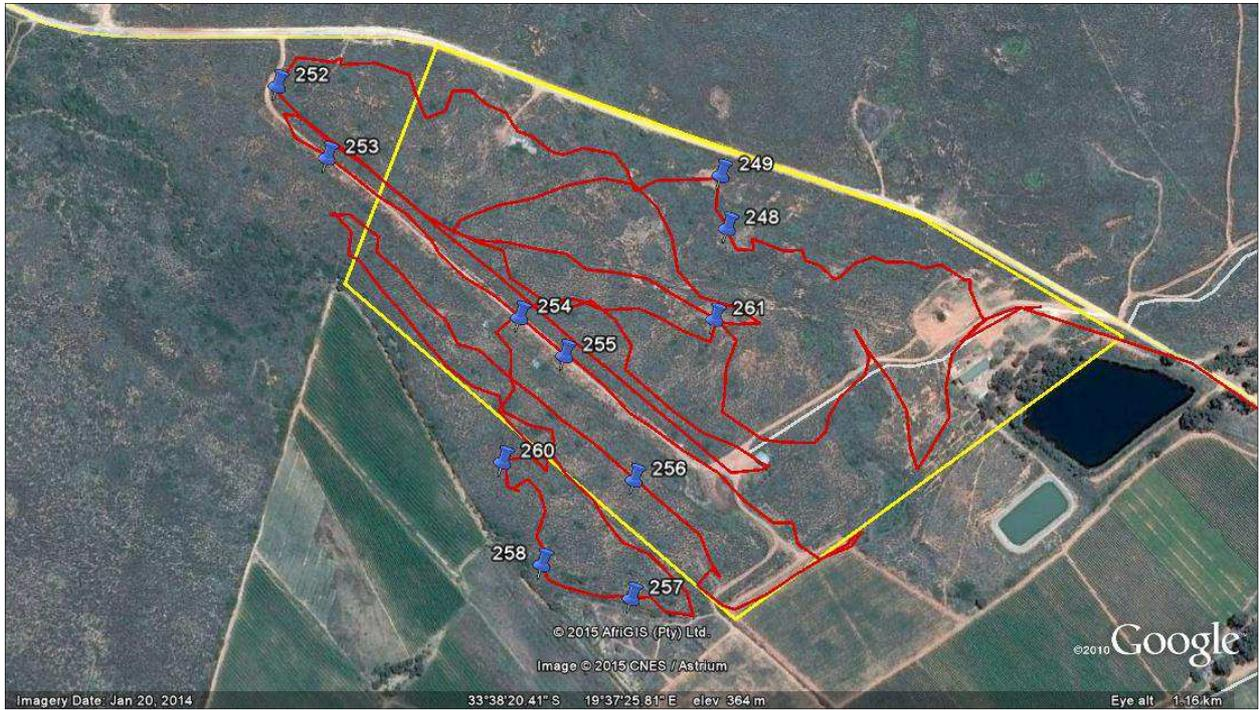 252
253
249
248
254
261
255
260
256
258
257
© 2015 AfriGIS (Pty) Ltd.
Image © 2015 CNES / Astrium
©2010 Google
Imagery Date: Jan 20, 2014 33°38'20.41" S 19°37'25.81" E elev 364 m Eye alt 1.16 km